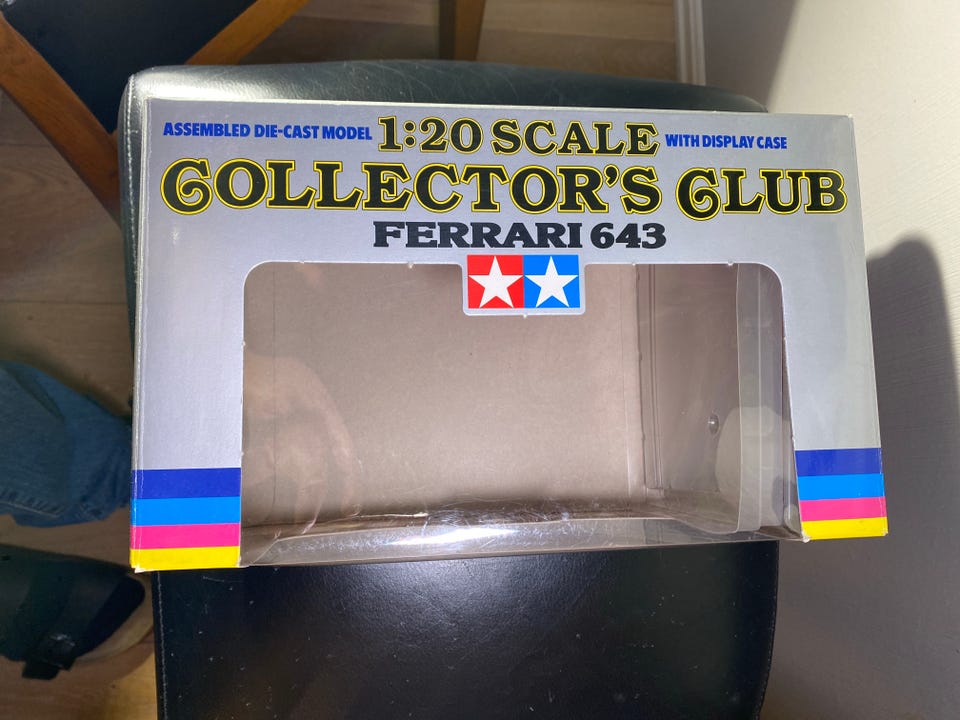 ASSEMBLED DIE-CAST MODEL 1:20 SCALE WITH DISPLAY CASE
COLLECTOR'S CLUB
FERRARI 643